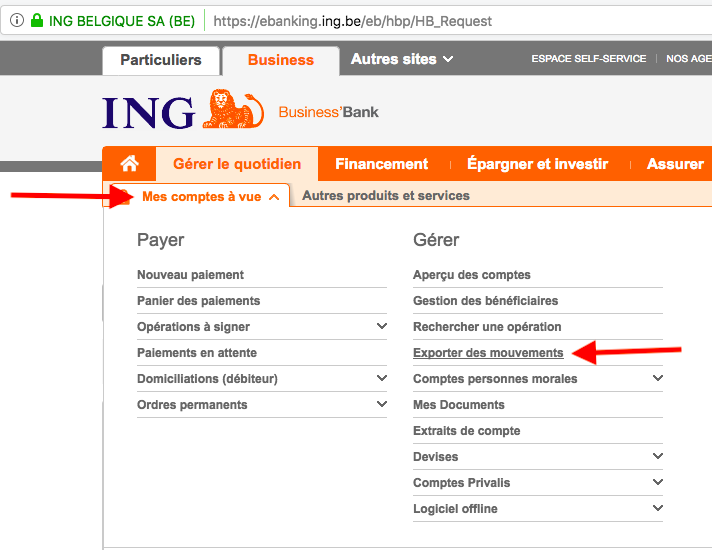 ING BELGIQUE SA (BE) https://ebanking.ing.be/eb/hbp/HB_Request
Particuliers Business Autres sites ESPACE SELF-SERVICE NOS AGE
ING Business'Bank
Gérer le quotidien Financement Épargner et investir Assurer
Mes comptes à vue Autres produits et services
Payer
Nouveau paiement
Panier des paiements
Opérations à signer
Paiements en attente
Domiciliations (débiteur)
Ordres permanents
Gérer
Aperçu des comptes
Gestion des bénéficiaires
Rechercher une opération
Exporter des mouvements
Comptes personnes morales
Mes Documents
Extraits de compte
Devises
Comptes Privalis
Logiciel offline